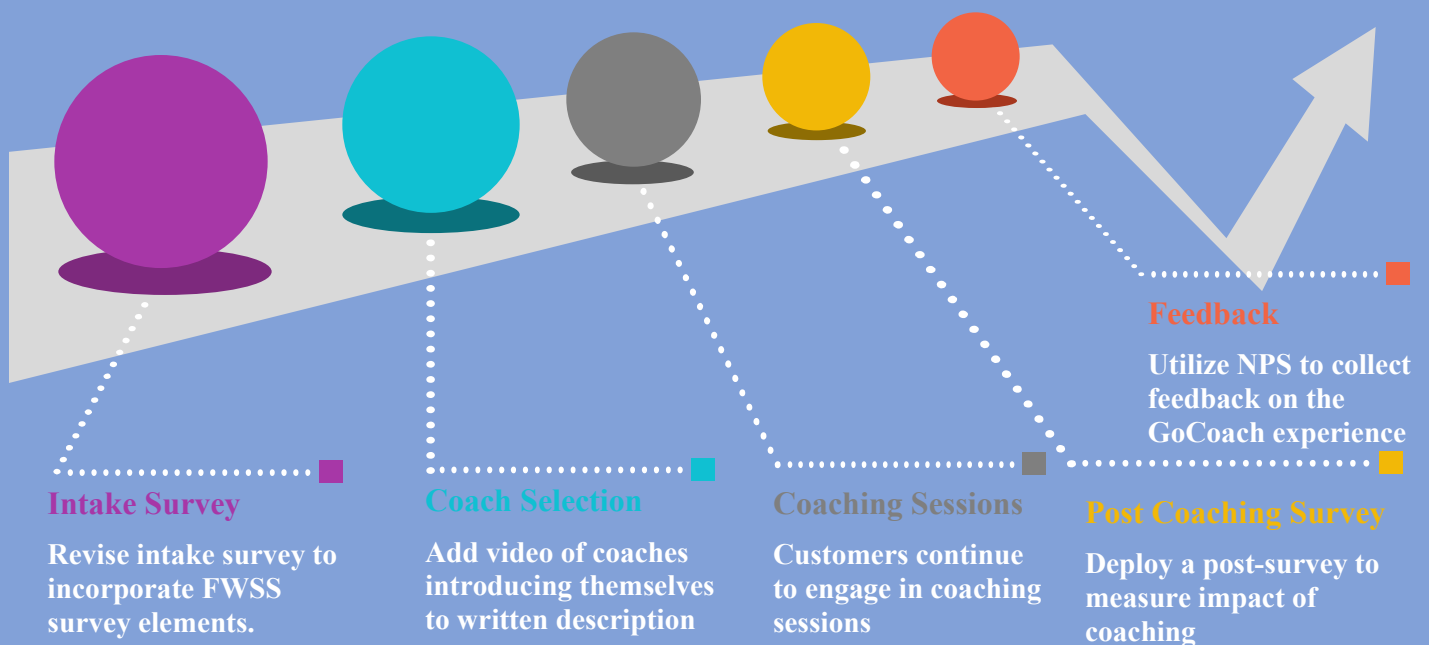 Intake Survey
Revise intake survey to
incorporate FWSS
survey elements.
Coach Selection
Add video of coaches
introducing themselves
to written description
Coaching Sessions
Customers continue
to engage in coaching
sessions
Post Coaching Survey
Deploy a post-survey to
measure impact of
coaching
Feedback
Utilize NPS to collect
feedback on the
GoCoach experience